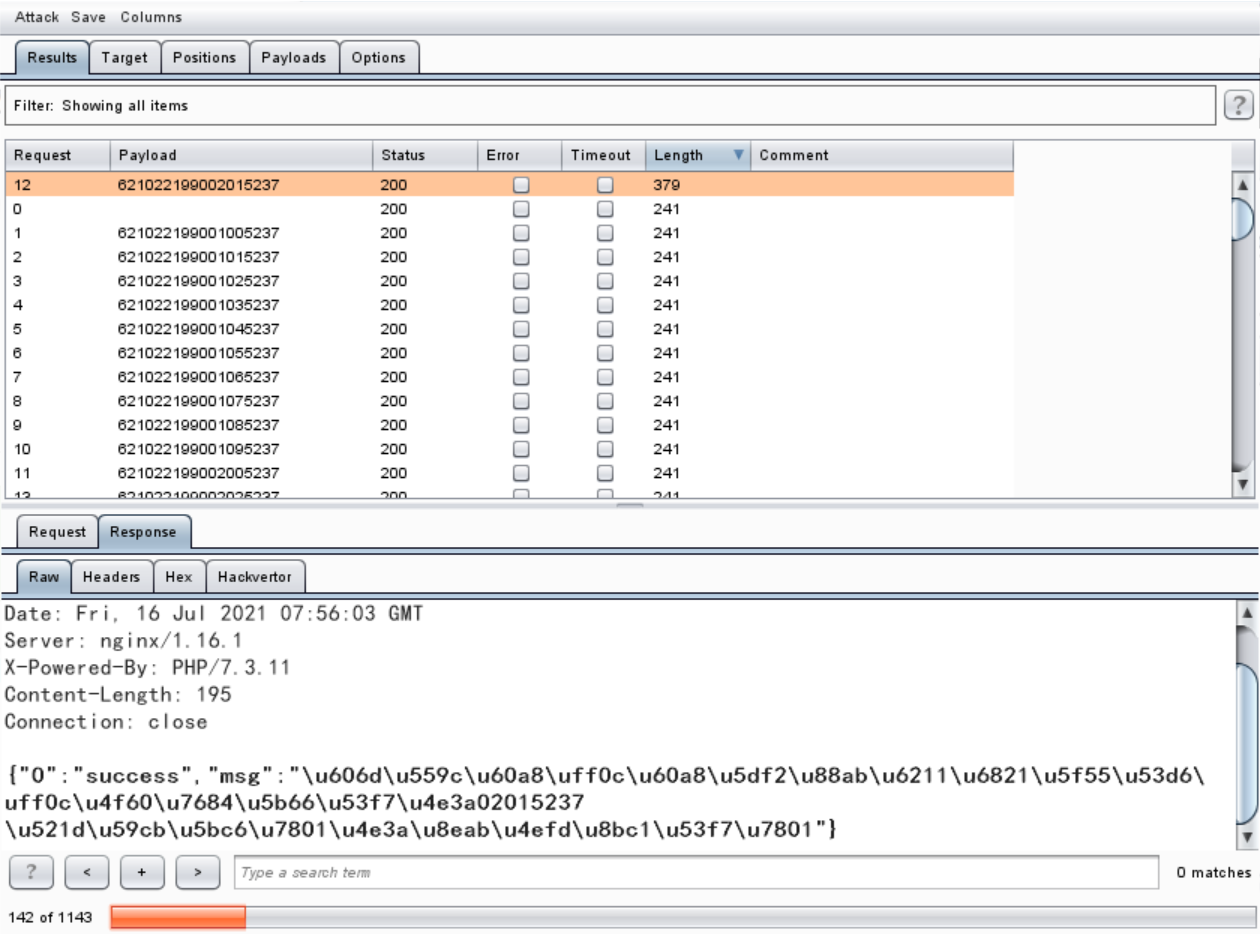 Attack Save Columns
Results Target Positions Payloads Options
Filter: Showing all items ?
Request Payload Status Error Timeout Length Comment
12 621022199002015237 200 379
0 200 241
1 621022199001005237 200 241
2 621022199001015237 200 241
3 621022199001025237 200 241
4 621022199001035237 200 241
5 621022199001045237 200 241
6 621022199001055237 200 241
7 621022199001065237 200 241
8 621022199001075237 200 241
9 621022199001085237 200 241
10 621022199001095237 200 241
11 621022199002005237 200 241
13 621022199002025237 200 241
Request Response
Raw Headers Hex Hackvertor
Date: Fri, 16 Jul 2021 07:56:03 GMT
Server: nginx/1.16.1
X-Powered-By: PHP/7.3.11
Content-Length: 195
Connection: close
{"0":"success","msg":"\u606d\u559c\u60a8\uff0c\u60a8\u5df2\u88ab\u6211\u6821\u5f55\u53d6\
uff0c\u4f60\u7684\u5b66\u53f7\u4e3a02015237
\u521d\u59cb\u5bc6\u7801\u4e3a\u8eab\u4efd\u8bc1\u53f7\u7801"}
? < + > Type a search term 0 matches
142 of 1143